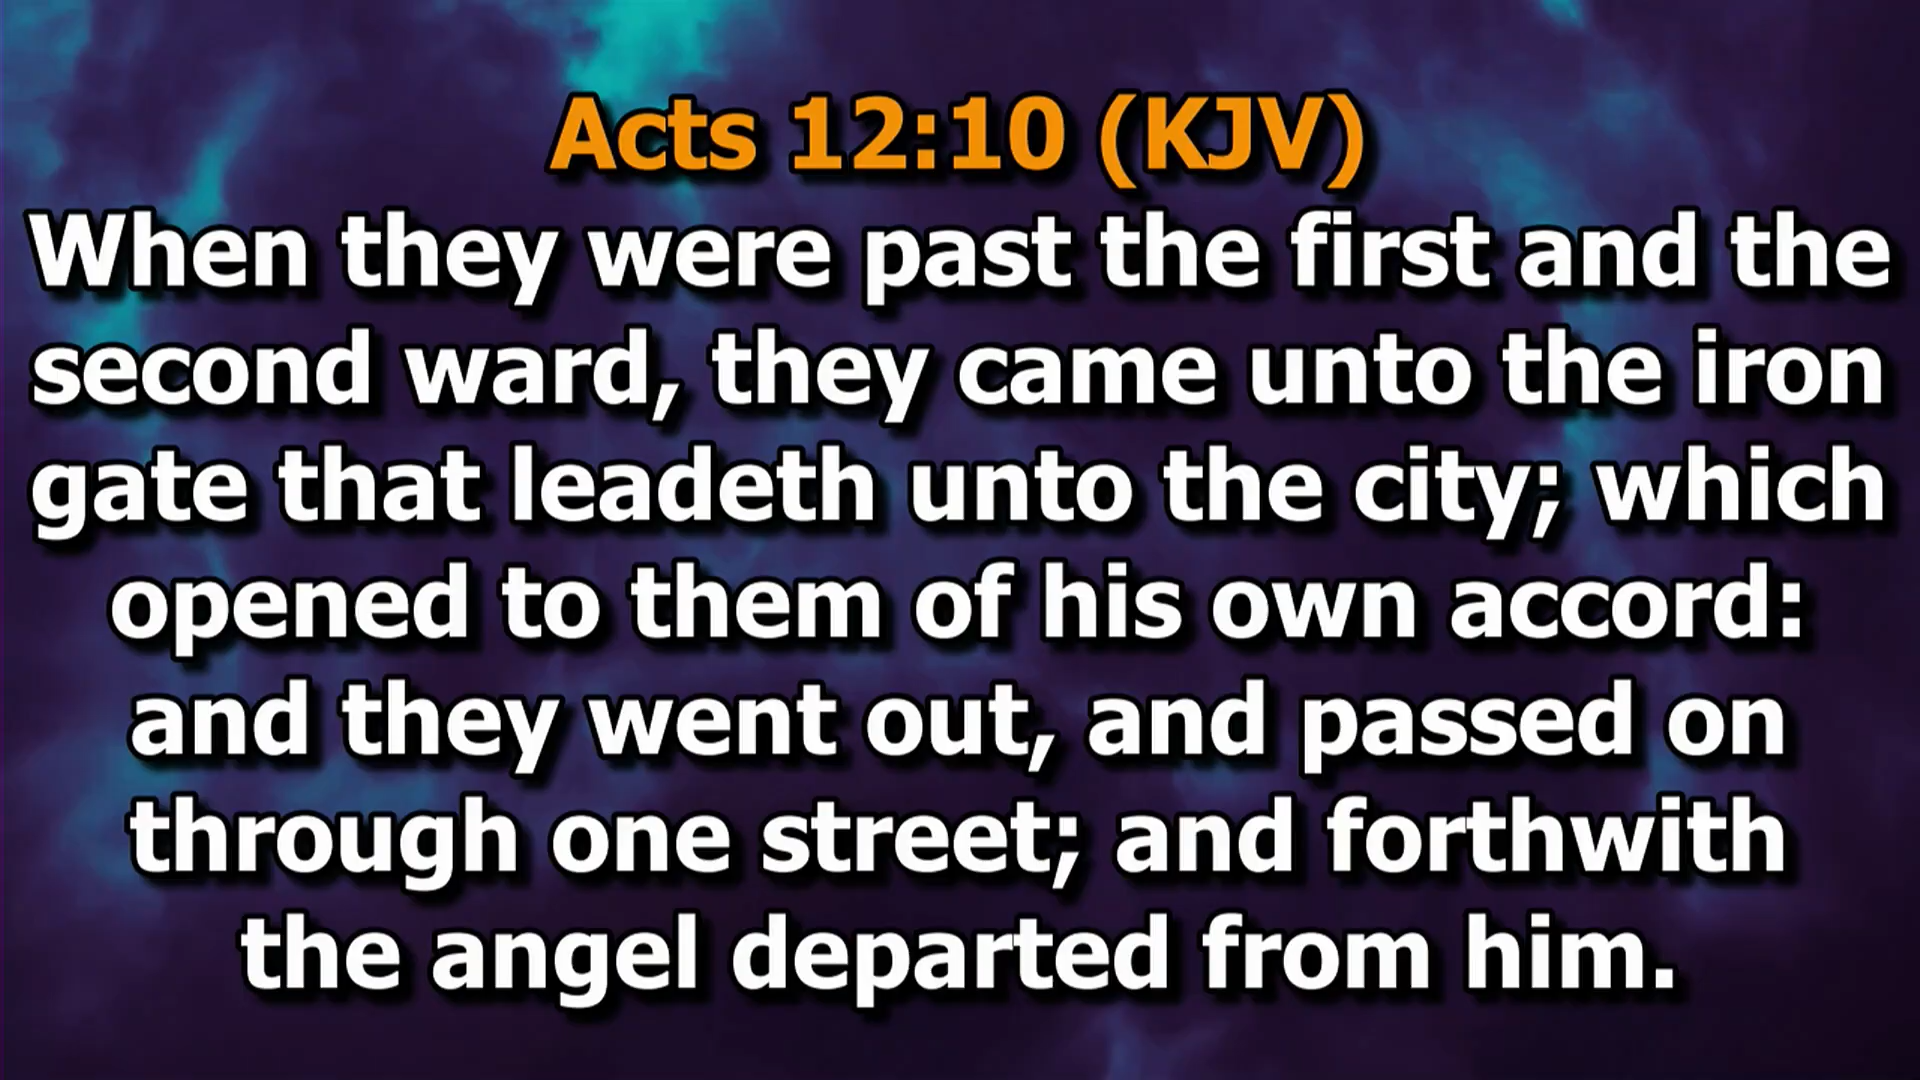 Acts 12:10 (KJV)
When they were past the first and the
second ward, they came unto the iron
gate that leadeth unto the city; which
opened to them of his own accord:
and they went out, and passed on
through one street; and forthwith
the angel departed from him.